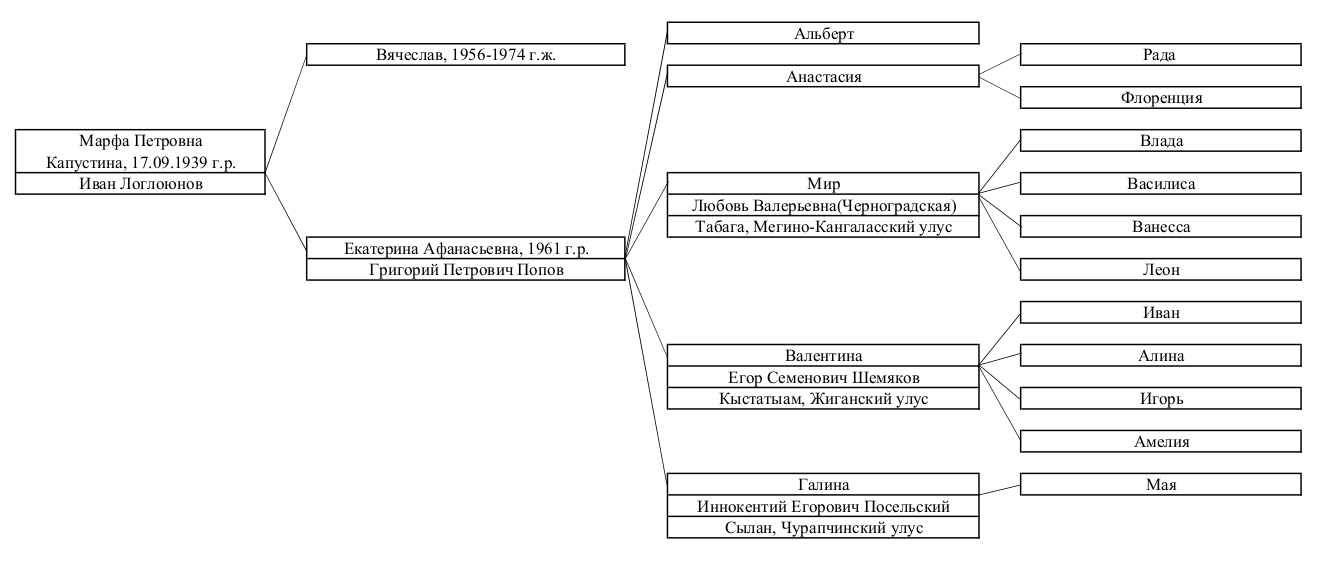 Марфа Петровна
Капустина, 17.09.1939 г.р.
Иван Логлоюнов
Вячеслав, 1956-1974 г.ж.
Екатерина Афанасьевна, 1961 г.р.
Григорий Петрович Попов
Альберт
Анастасия
Мир
Любовь Валерьевна(Черноградская)
Табага, Мегино-Кангаласский улус
Валентина
Егор Семенович Шемяков
Кыстатыам, Жиганский улус
Галина
Иннокентий Егорович Посельский
Сылан, Чурапчинский улус
Рада
Флоренция
Влада
Василиса
Ванесса
Леон
Иван
Алина
Игорь
Амелия
Мая